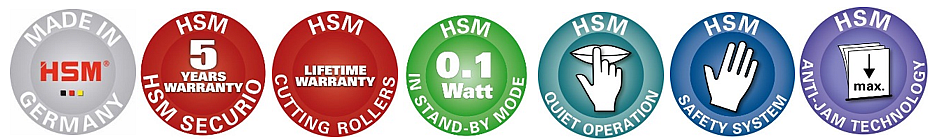 MADE IN
HSM®
GERMANY
5
YEARS
WARRANTY
HSM SECURIO
HSM
LIFETIME
WARRANTY
CUTTING ROLLERS
HSM
0.1
Watt
IN STAND-BY MODE
HSM
QUIET OPERATION
HSM
SAFETY SYSTEM
HSM
max.
ANTI-JAM TECHNOLOGY